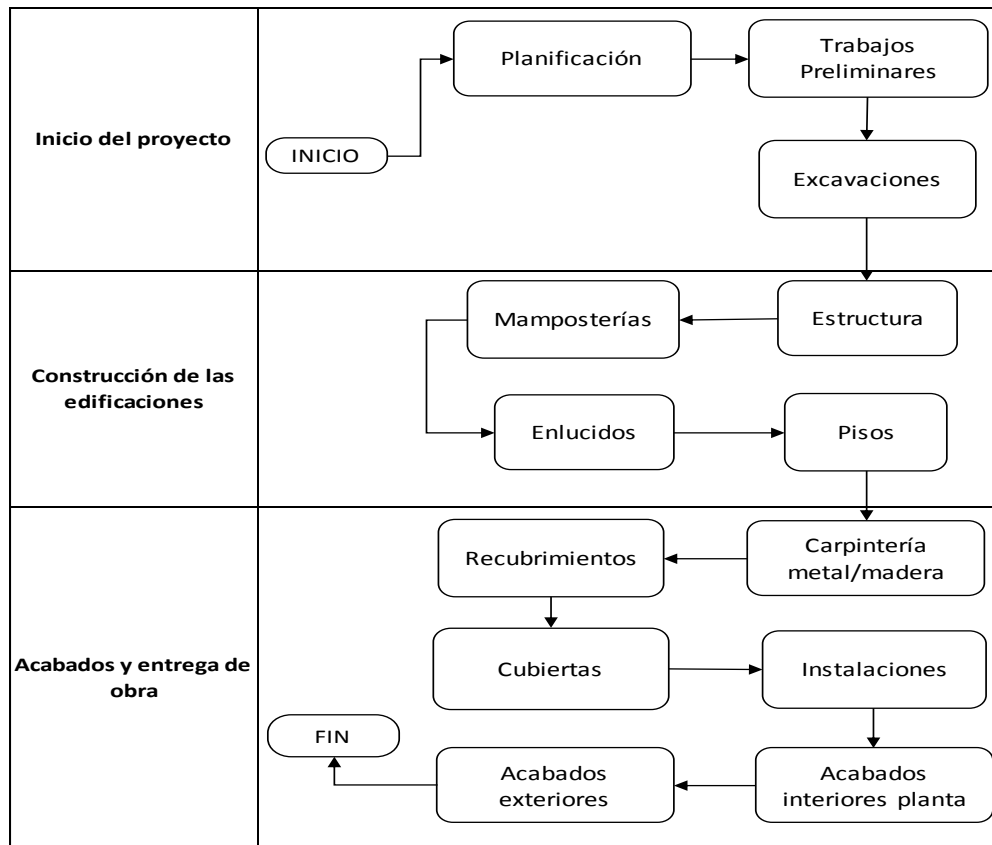 Inicio del proyecto
INICIO
Planificación
Trabajos
Preliminares
Excavaciones
Construcción de las
edificaciones
Estructura
Mamposterías
Enlucidos
Pisos
Acabados y entrega de
obra
Carpintería
metal/madera
Recubrimientos
Cubiertas
Instalaciones
Acabados
interiores planta
Acabados
exteriores
FIN